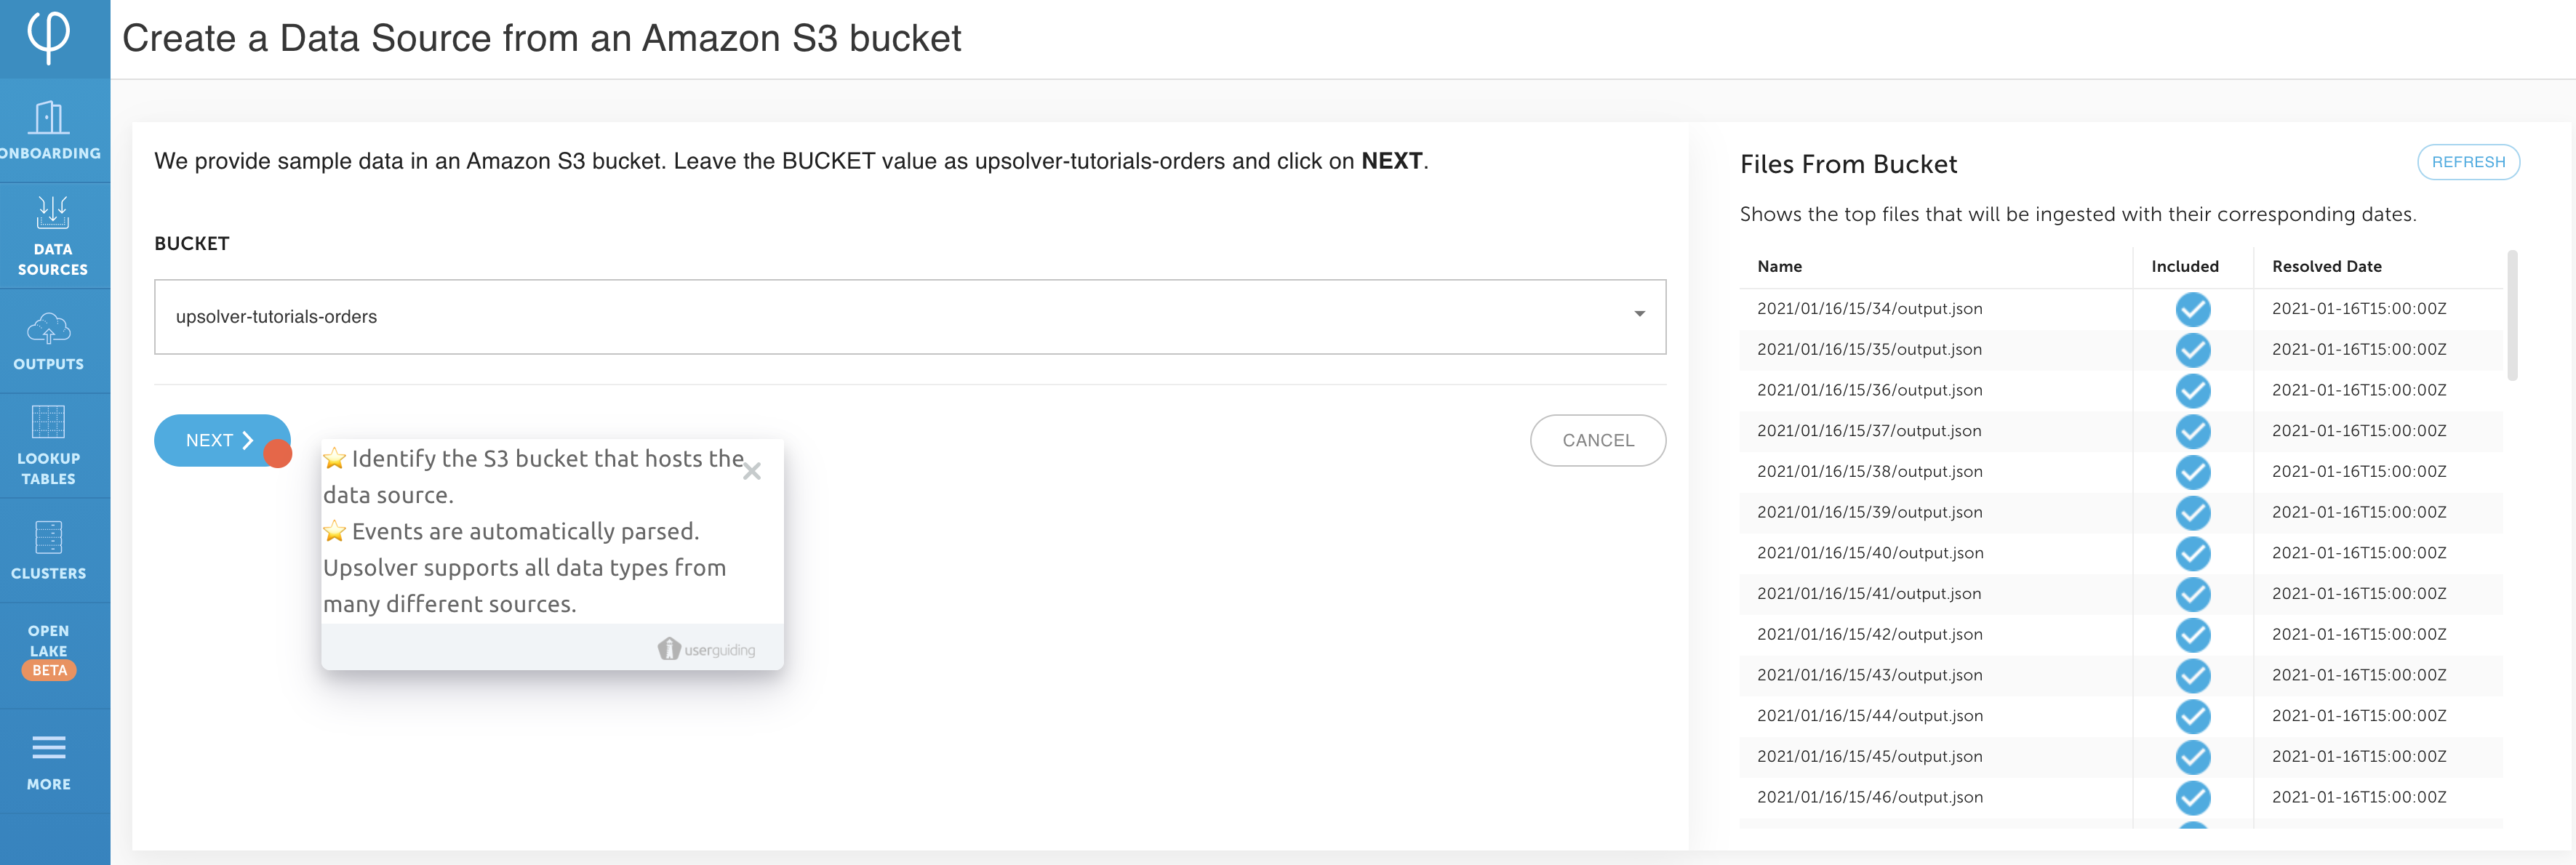 Create a Data Source from an Amazon S3 bucket
ONBOARDING
DATA
SOURCES
OUTPUTS
LOOKUP
TABLES
CLUSTERS
OPEN
LAKE
BETA
MORE
We provide sample data in an Amazon S3 bucket. Leave the BUCKET value as upsolver-tutorials-orders and click on NEXT.
BUCKET
upsolver-tutorials-orders
NEXT
CANCEL
Identify the S3 bucket that hosts the
data source.
Events are automatically parsed.
Upsolver supports all data types from
many different sources.
userguiding
Files From Bucket
REFRESH
Shows the top files that will be ingested with their corresponding dates.
Name Included Resolved Date
2021/01/16/15/34/output.json 2021-01-16T15:00:00Z
2021/01/16/15/35/output.json 2021-01-16T15:00:00Z
2021/01/16/15/36/output.json 2021-01-16T15:00:00Z
2021/01/16/15/37/output.json 2021-01-16T15:00:00Z
2021/01/16/15/38/output.json 2021-01-16T15:00:00Z
2021/01/16/15/39/output.json 2021-01-16T15:00:00Z
2021/01/16/15/40/output.json 2021-01-16T15:00:00Z
2021/01/16/15/41/output.json 2021-01-16T15:00:00Z
2021/01/16/15/42/output.json 2021-01-16T15:00:00Z
2021/01/16/15/43/output.json 2021-01-16T15:00:00Z
2021/01/16/15/44/output.json 2021-01-16T15:00:00Z
2021/01/16/15/45/output.json 2021-01-16T15:00:00Z
2021/01/16/15/46/output.json 2021-01-16T15:00:00Z